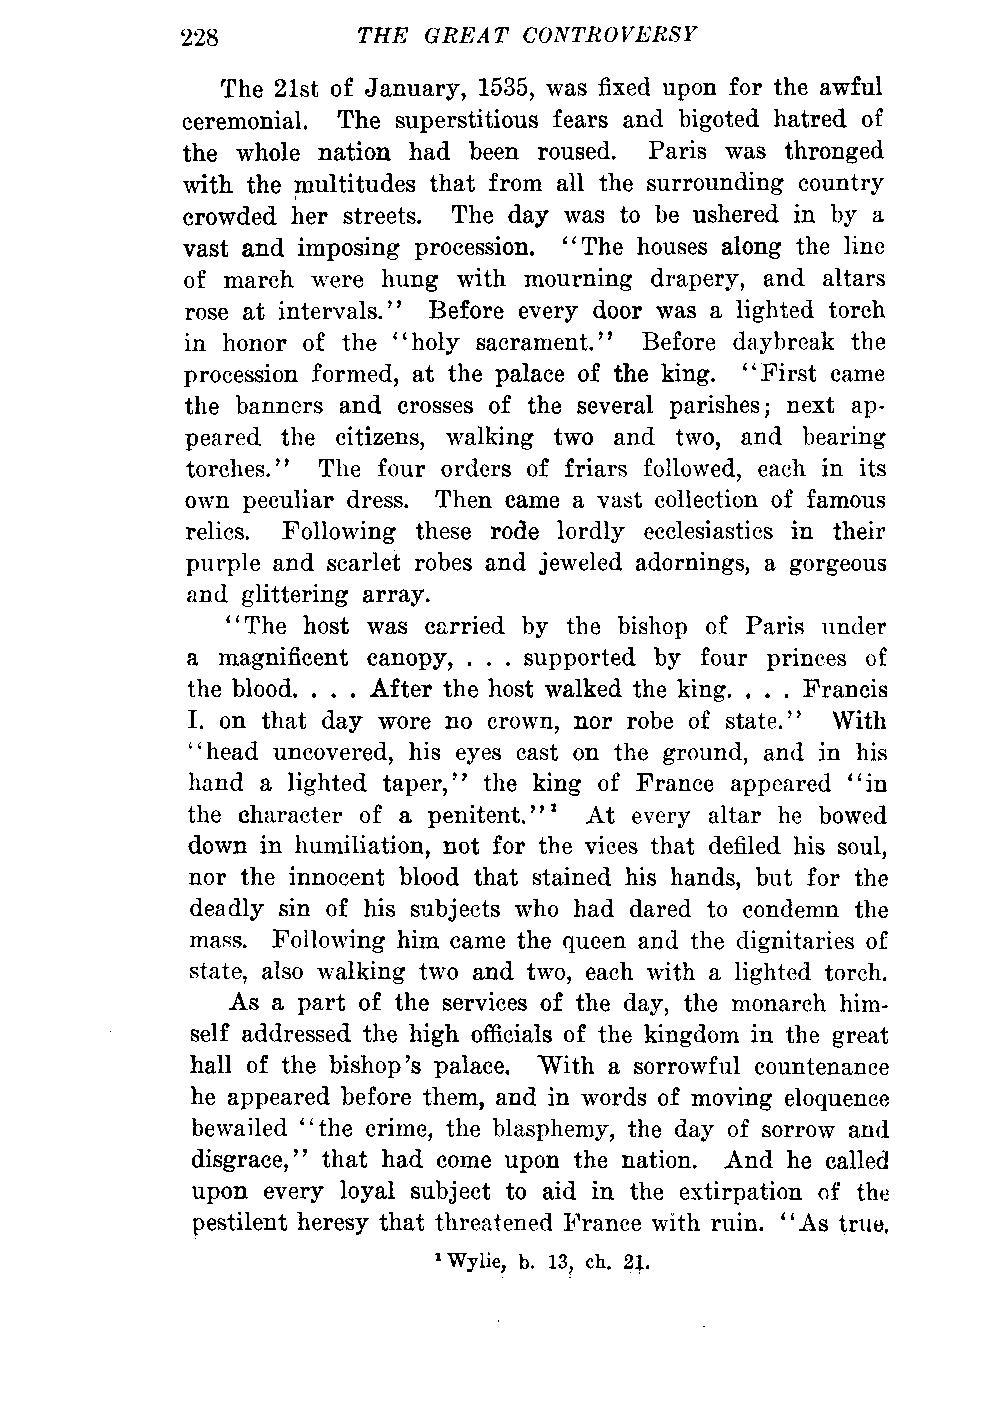 228 THE GREAT CONTROVERSY
The 21st of January, 1535, was fixed upon for the awful
ceremonial. The superstitious fears and bigoted hatred of
the whole nation had been roused. Paris was thronged
with the multitudes that from all the surrounding country
crowded her streets. The day was to be ushered in by a
vast and imposing procession. "The houses along the line
of march were hung with mourning drapery, and altars
rose at intervals." Before every door was a lighted torch
in honor of the "holy sacrament." Before daybreak the
procession formed, at the palace of the king. "First came
the banners and crosses of the several parishes; next ap-
peared the citizens, walking two and two, and bearing
torches." The four orders of friars followed, each in its
own peculiar dress. Then came a vast collection of famous
relics. Following these rode lordly ecclesiastics in their
purple and scarlet robes and jeweled adornings, a gorgeous
and glittering array.
"The host was carried by the bishop of Paris under
a magnificent canopy, . . . supported by four princes of
the blood. . . . After the host walked the king. . . . Francis
I. on that day wore no crown, nor robe of state." With
"head uncovered, his eyes cast on the ground, and in his
hand a lighted taper," the king of France appeared "in
the character of a penitent."¹ At every altar he bowed
down in humiliation, not for the vices that defiled his soul,
nor the innocent blood that stained his hands, but for the
deadly sin of his subjects who had dared to condemn the
mass. Following him came the queen and the dignitaries of
state, also walking two and two, each with a lighted torch.
As a part of the services of the day, the monarch him-
self addressed the high officials of the kingdom in the great
hall of the bishop's palace. With a sorrowful countenance
he appeared before them, and in words of moving eloquence
bewailed "the crime, the blasphemy, the day of sorrow and
disgrace," that had come upon the nation. And he called
upon every loyal subject to aid in the extirpation of the
pestilent heresy that threatened France with ruin. "As true,
¹ Wylie, b. 13, ch. 21.